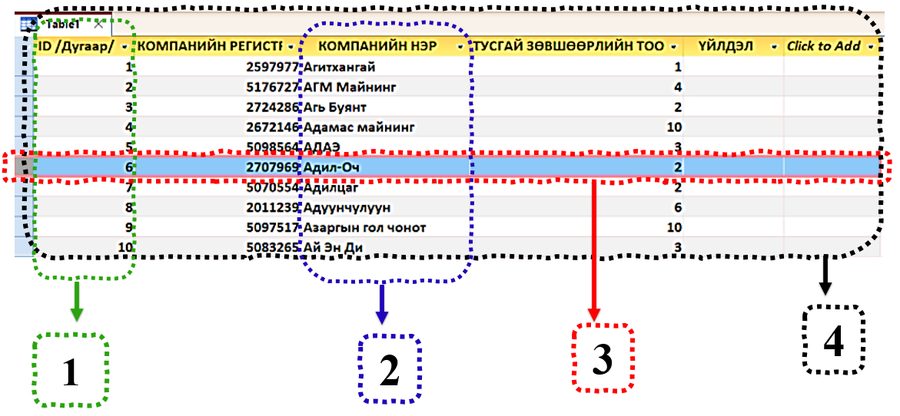 Table1
ID /Дугаар/ КОМПАНИЙН РЕГИСТР КОМПАНИЙН НЭР ТУСГАЙ ЗӨВШӨӨРЛИЙН ТОО ҮЙЛДЭЛ Click to Add
1 2597977 Агитхангай 1
2 5176727 АГМ Майнинг 4
3 2724286 Агь Буянт 2
4 2672146 Адамас майнинг 10
5 5098564 АДАЭ 3
6 2707969 Адил-Оч 2
7 5070554 Адилцаг 2
8 2011239 Адуунчулуун 6
9 5097517 Азаргын гол чонот 10
10 5083265 Ай Эн Ди 3
1 2 3 4